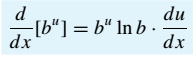 d/dx [b^u] = b^u ln b · du/dx